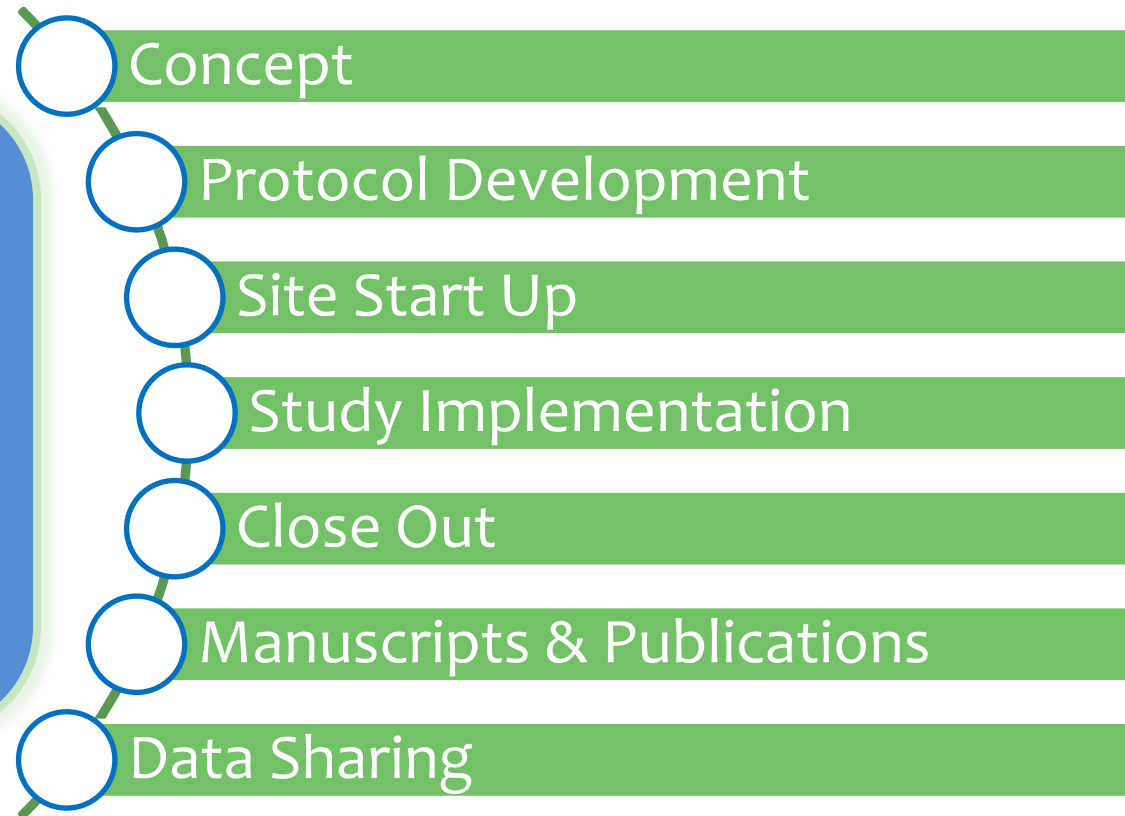 Concept
Protocol Development
Site Start Up
Study Implementation
Close Out
Manuscripts & Publications
Data Sharing